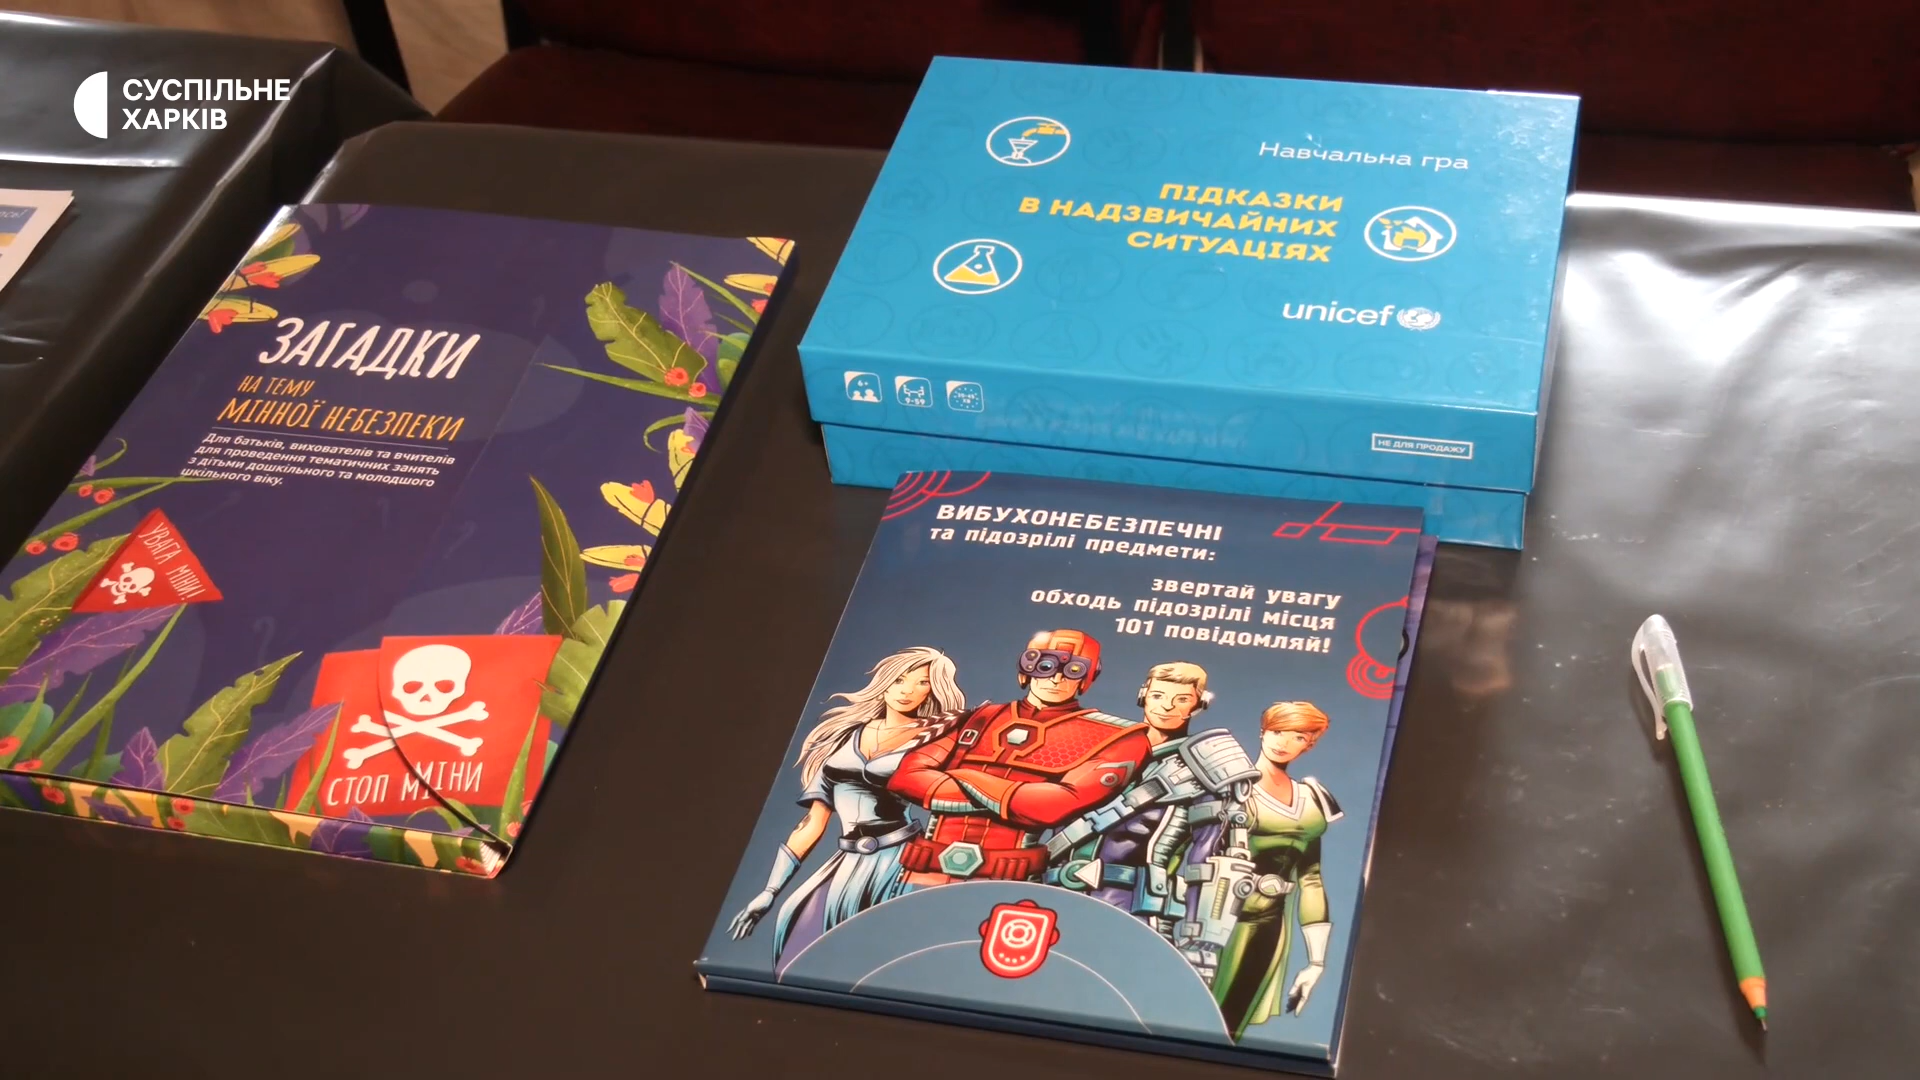 СУСПІЛЬНЕ
ХАРКІВ
ЗАГАДКИ
НА ТЕМУ
МІННОЇ НЕБЕЗПЕКИ
Для батьків, вихователів та вчителів
для проведення тематичних занять
з дітьми дошкільного та молодшого
шкільного віку.
УВАГА МІНИ!
СТОП МІНИ
Навчальна гра
ПІДКАЗКИ
В НАДЗВИЧАЙНИХ
СИТУАЦІЯХ
unicef
6+
НЕ ДЛЯ ПРОДАЖУ
ВИБУХОНЕБЕЗПЕЧНІ
та підозрілі предмети:
звертай увагу
обходь підозрілі місця
101 повідомляй!